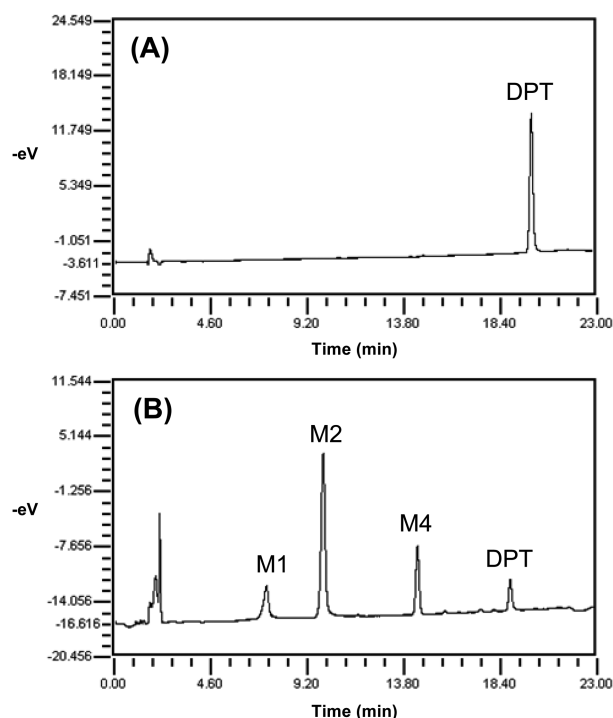 24.549
(A)
18.149
DPT
11.749
-eV
5.349
-1.051
-3.611
-7.451
0.00 4.60 9.20 13.80 18.40 23.00
Time (min)
11.544
(B)
5.144
M2
-1.256
-eV
-7.656
M4
M1
DPT
-14.056
-16.616
-20.456
0.00 4.60 9.20 13.80 18.40 23.00
Time (min)